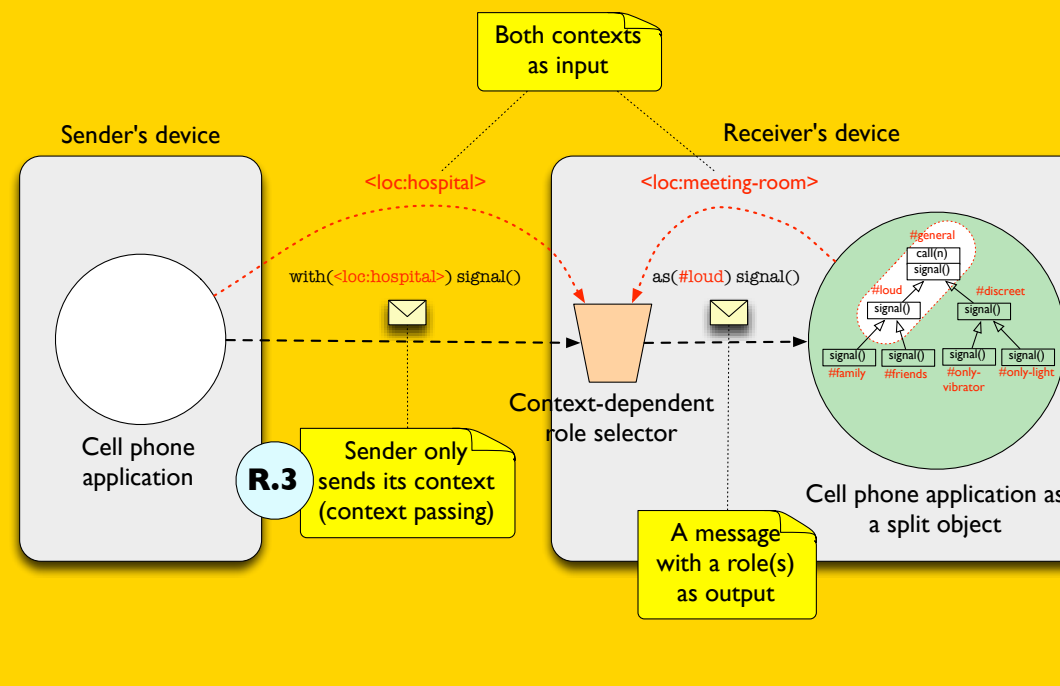 Both contexts
as input
Sender's device
Receiver's device
<loc:hospital>
<loc:meeting-room>
with(<loc:hospital>) signal()
as(#loud) signal()
#general
call(n)
signal()
#loud
#discreet
signal()
signal()
signal()
signal()
signal()
signal()
#family
#friends
#only-
vibrator
#only-light
Context-dependent
role selector
Cell phone
application
R.3
Sender only
sends its context
(context passing)
Cell phone application as
a split object
A message
with a role(s)
as output